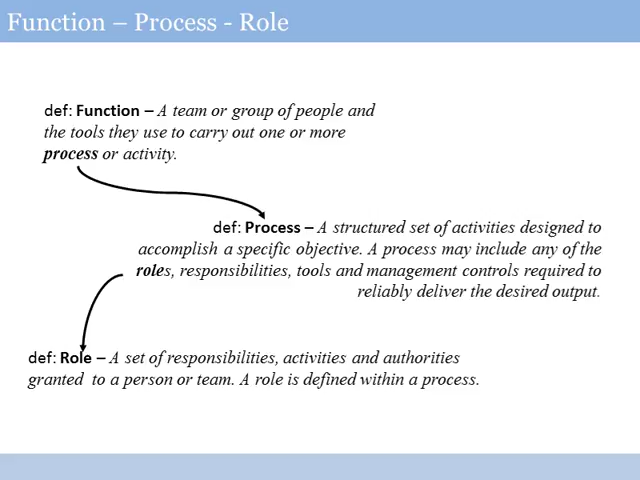 Function – Process - Role
def: Function – A team or group of people and
the tools they use to carry out one or more
process or activity.
def: Process – A structured set of activities designed to
accomplish a specific objective. A process may include any of the
roles, responsibilities, tools and management controls required to
reliably deliver the desired output.
def: Role – A set of responsibilities, activities and authorities
granted to a person or team. A role is defined within a process.